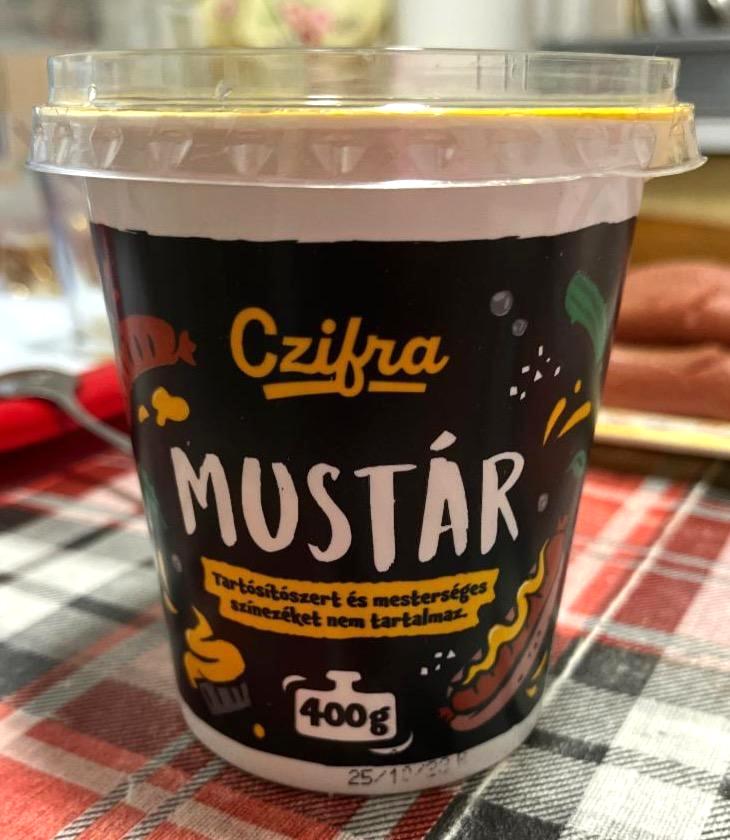 Czifra
MUSTÁR
Tartósítószert és mesterséges
színezéket nem tartalmaz.
400g